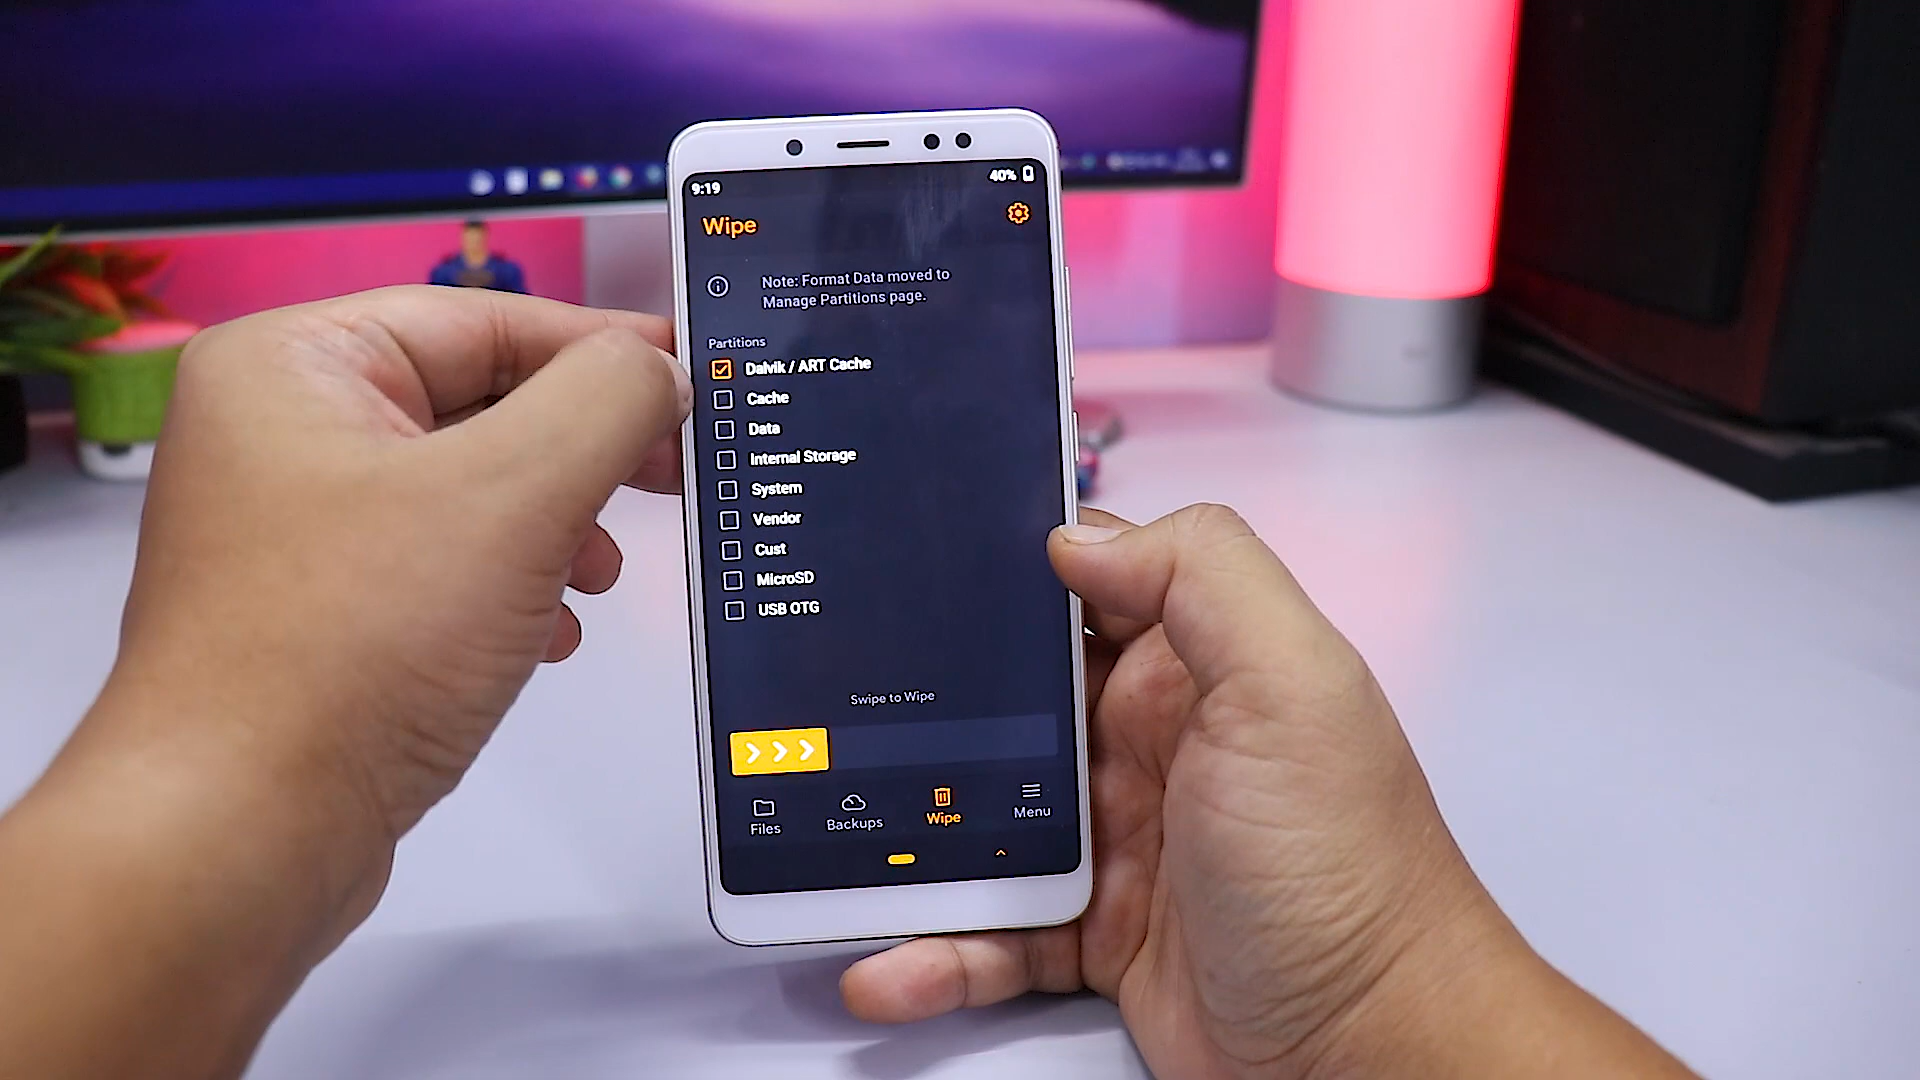 9:19
40%
Wipe
Note: Format Data moved to
Manage Partitions page.
Partitions
Dalvik / ART Cache
Cache
Data
Internal Storage
System
Vendor
Cust
MicroSD
USB OTG
Swipe to Wipe
Files
Backups
Wipe
Menu